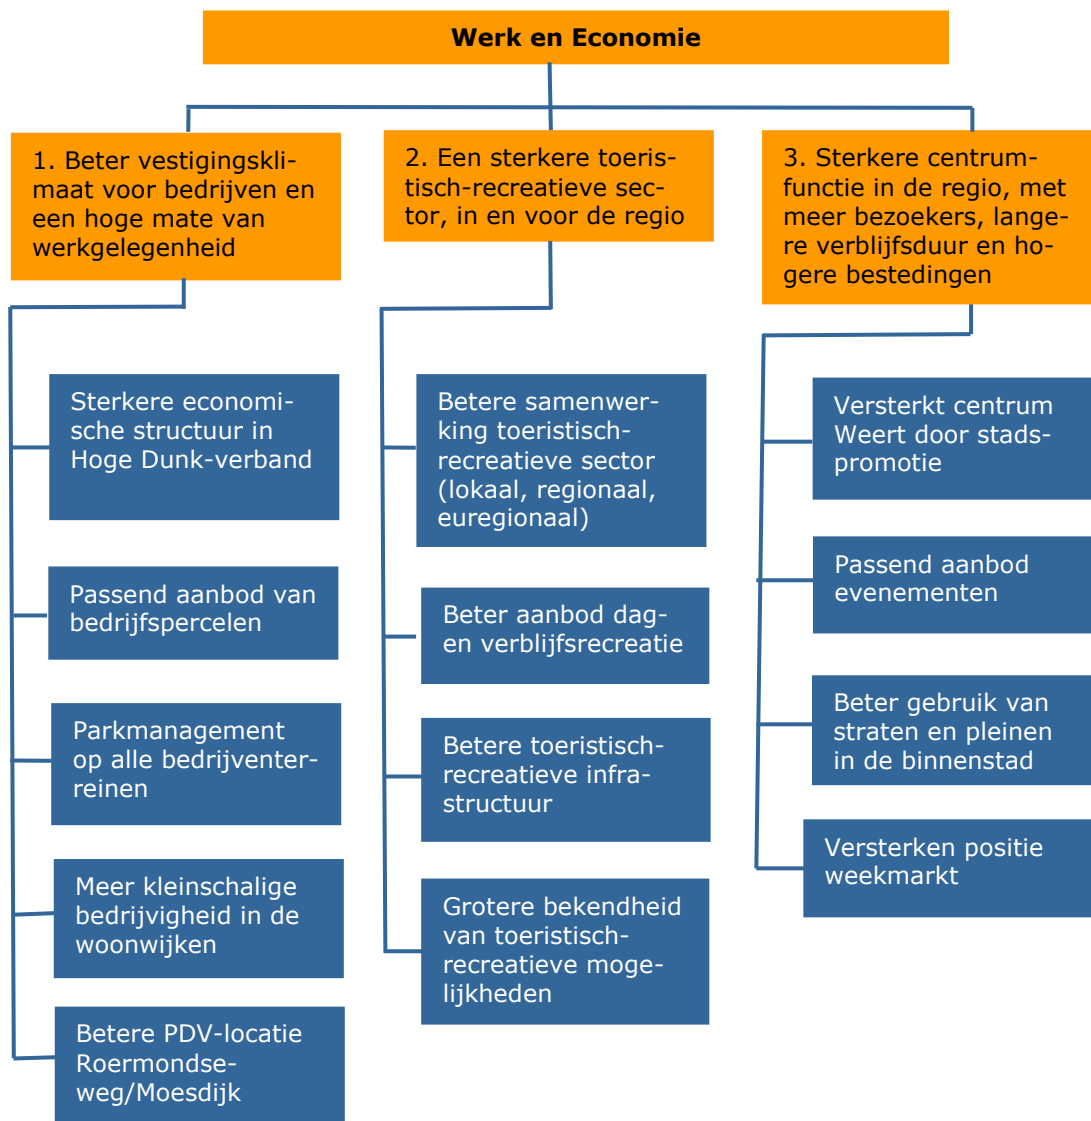 Werk en Economie
1. Beter vestigingskli-
maat voor bedrijven en
een hoge mate van
werkgelegenheid
Sterkere economi-
sche structuur in
Hoge Dunk-verband
Passend aanbod van
bedrijfspercelen
Parkmanagement
op alle bedrijventer-
reinen
Meer kleinschalige
bedrijvigheid in de
woonwijken
Betere PDV-locatie
Roermondse-
weg/Moesdijk
2. Een sterkere toeris-
tisch-recreatieve sec-
tor, in en voor de regio
Betere samenwer-
king toeristisch-
recreatieve sector
(lokaal, regionaal,
euregionaal)
Beter aanbod dag-
en verblijfsrecreatie
Betere toeristisch-
recreatieve infra-
structuur
Grotere bekendheid
van toeristisch-
recreatieve moge-
lijkheden
3. Sterkere centrum-
functie in de regio, met
meer bezoekers, lange-
re verblijfsduur en ho-
gere bestedingen
Versterkt centrum
Weert door stads-
promotie
Passend aanbod
evenementen
Beter gebruik van
straten en pleinen
in de binnenstad
Versterken positie
weekmarkt